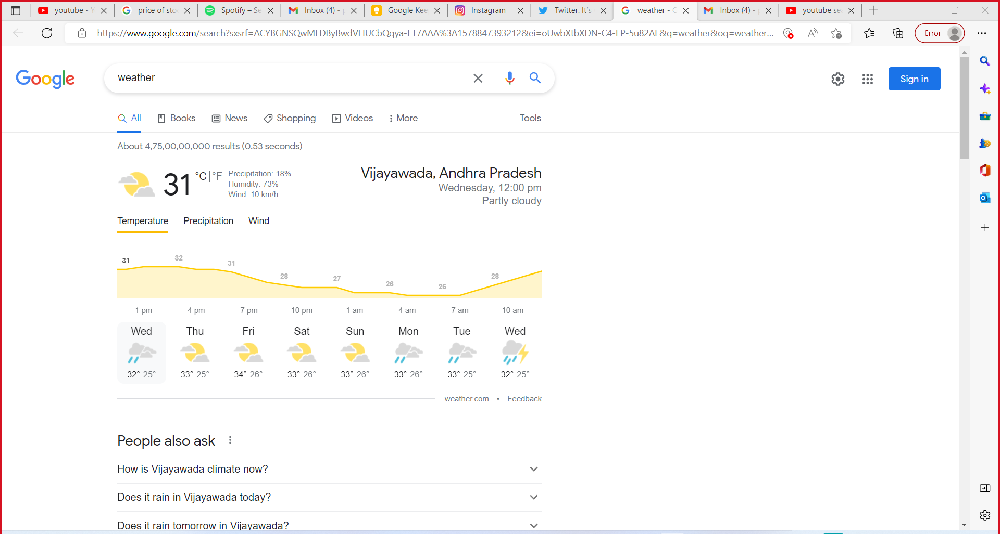 youtube - Y
price of sto
Spotify – Se
Inbox (4) - p
Google Kee
Instagram
Twitter. It's
weather - G
Inbox (4) - p
youtube se
https://www.google.com/search?sxsrf=ACYBGNSQwMLDByBwdVFIUCbQqya-ET7AAA%3A1578847393212&ei=oUwbXtbXDN-C4-EP-5u82AE&q=weather&oq=weather...
Error
Google
weather
Sign in
All
Books
News
Shopping
Videos
More
Tools
About 4,75,00,00,000 results (0.53 seconds)
31 °C | °F
Precipitation: 18%
Humidity: 73%
Wind: 10 km/h
Vijayawada, Andhra Pradesh
Wednesday, 12:00 pm
Partly cloudy
Temperature
Precipitation
Wind
31 32 31 28 27 26 26 28
1 pm 4 pm 7 pm 10 pm 1 am 4 am 7 am 10 am
Wed Thu Fri Sat Sun Mon Tue Wed
32° 25° 33° 25° 34° 26° 33° 26° 33° 26° 33° 26° 33° 25° 32° 25°
weather.com • Feedback
People also ask
How is Vijayawada climate now?
Does it rain in Vijayawada today?
Does it rain tomorrow in Vijayawada?